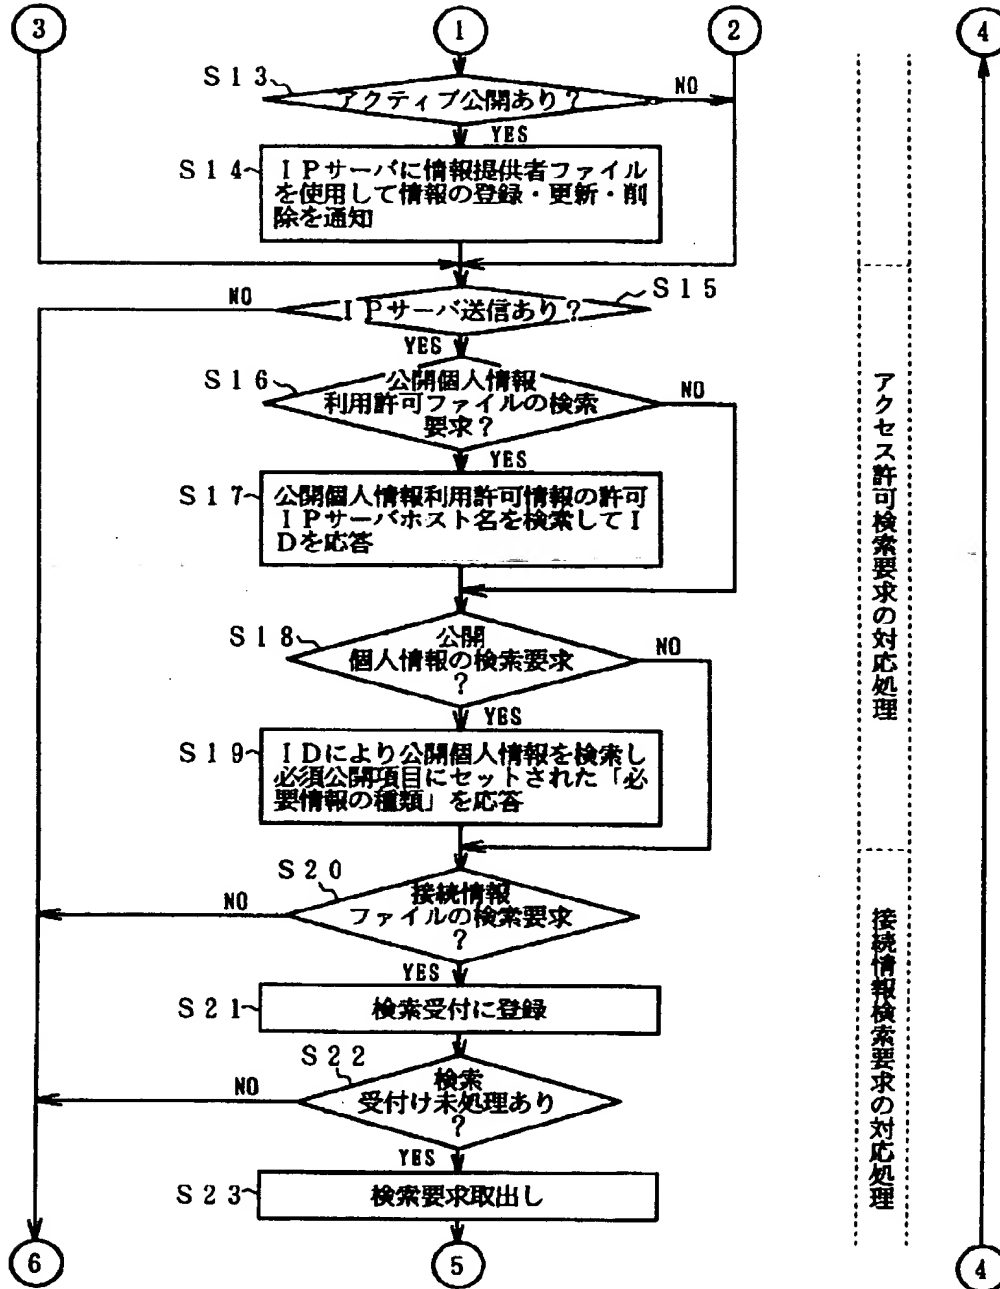 3
1
2
4
S13
アクティブ公開あり？
NO
YES
S14
IPサーバに情報提供者ファイル
を使用して情報の登録・更新・削
除を通知
NO
IPサーバ送信あり？
S15
YES
S16
公開個人情報
利用許可ファイルの検索
要求？
NO
YES
S17
公開個人情報利用許可情報の許可
IPサーバホスト名を検索してI
Dを応答
S18
公開
個人情報の検索要求
？
NO
YES
S19
IDにより公開個人情報を検索し
必須公開項目にセットされた「必
要情報の種類」を応答
アクセス許可検索要求の対応処理
S20
接続情報
ファイルの検索要求
？
NO
YES
S21
検索受付に登録
S22
検索
受付け未処理あり
？
NO
YES
S23
検索要求取出し
接続情報検索要求の対応処理
6
5
4